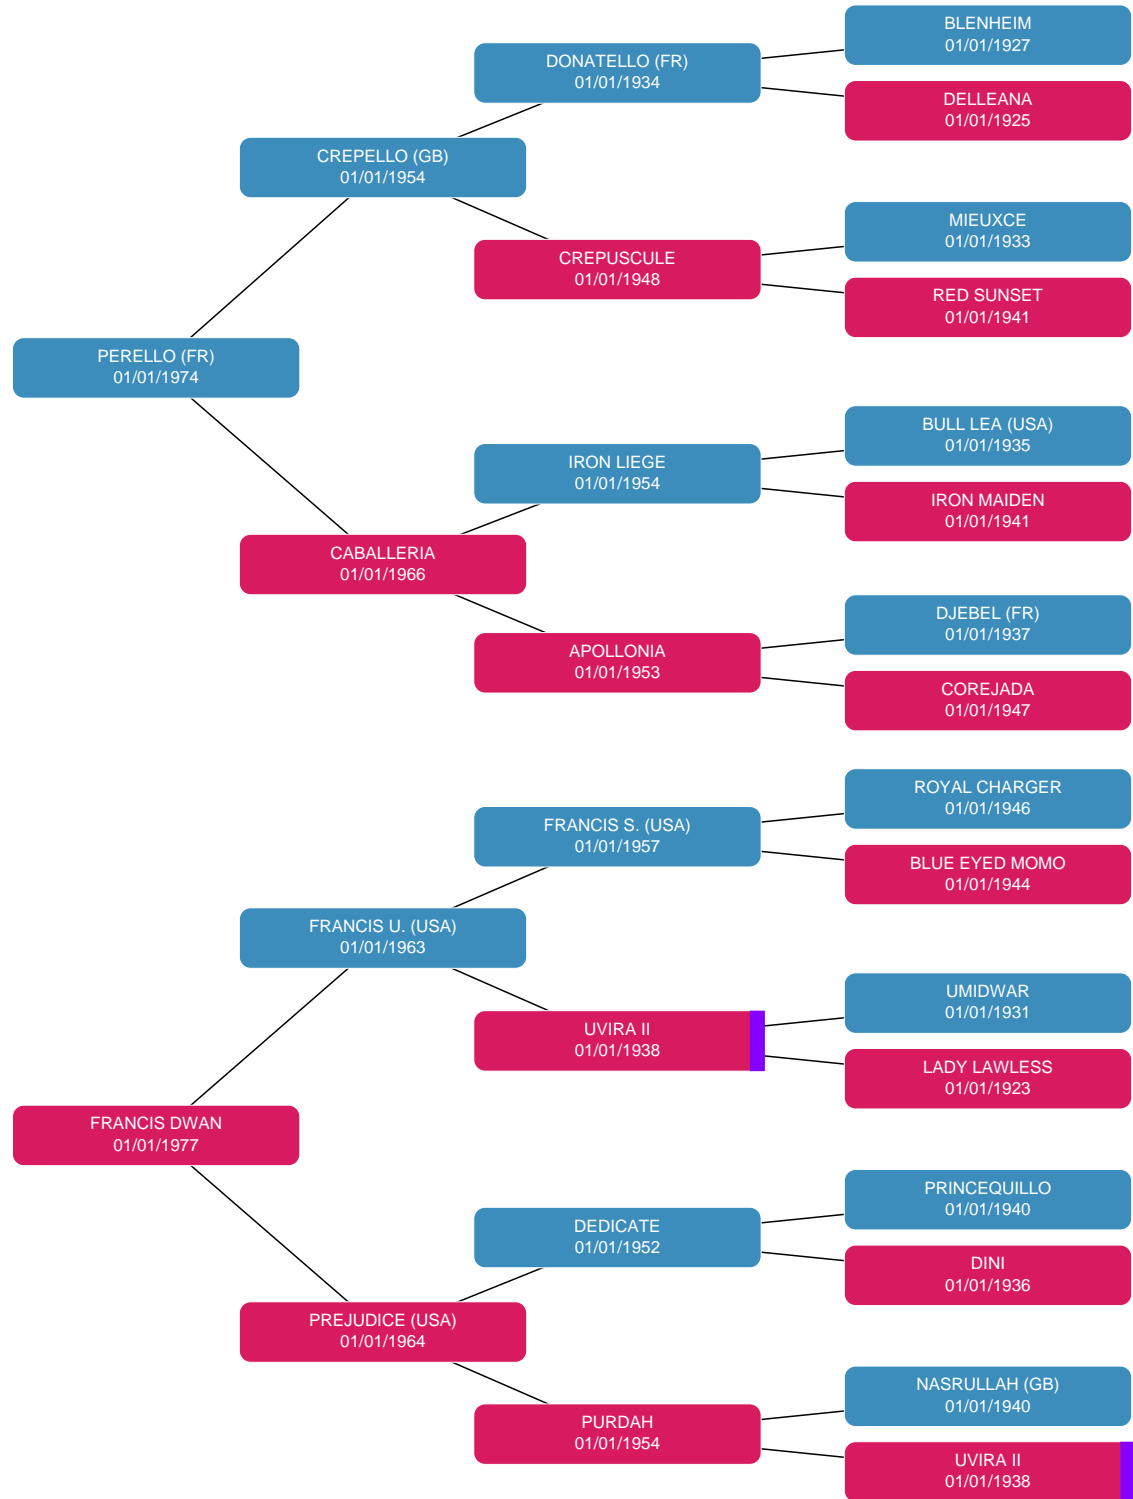 BLENHEIM
01/01/1927
DONATELLO (FR)
01/01/1934
DELLEANA
01/01/1925
CREPELLO (GB)
01/01/1954
MIEUXCE
01/01/1933
CREPUSCULE
01/01/1948
RED SUNSET
01/01/1941
PERELLO (FR)
01/01/1974
BULL LEA (USA)
01/01/1935
IRON LIEGE
01/01/1954
IRON MAIDEN
01/01/1941
CABALLERIA
01/01/1966
DJEBEL (FR)
01/01/1937
APOLLONIA
01/01/1953
COREJADA
01/01/1947
ROYAL CHARGER
01/01/1946
FRANCIS S. (USA)
01/01/1957
BLUE EYED MOMO
01/01/1944
FRANCIS U. (USA)
01/01/1963
UMIDWAR
01/01/1931
UVIRA II
01/01/1938
LADY LAWLESS
01/01/1923
FRANCIS DWAN
01/01/1977
PRINCEQUILLO
01/01/1940
DEDICATE
01/01/1952
DINI
01/01/1936
PREJUDICE (USA)
01/01/1964
NASRULLAH (GB)
01/01/1940
PURDAH
01/01/1954
UVIRA II
01/01/1938